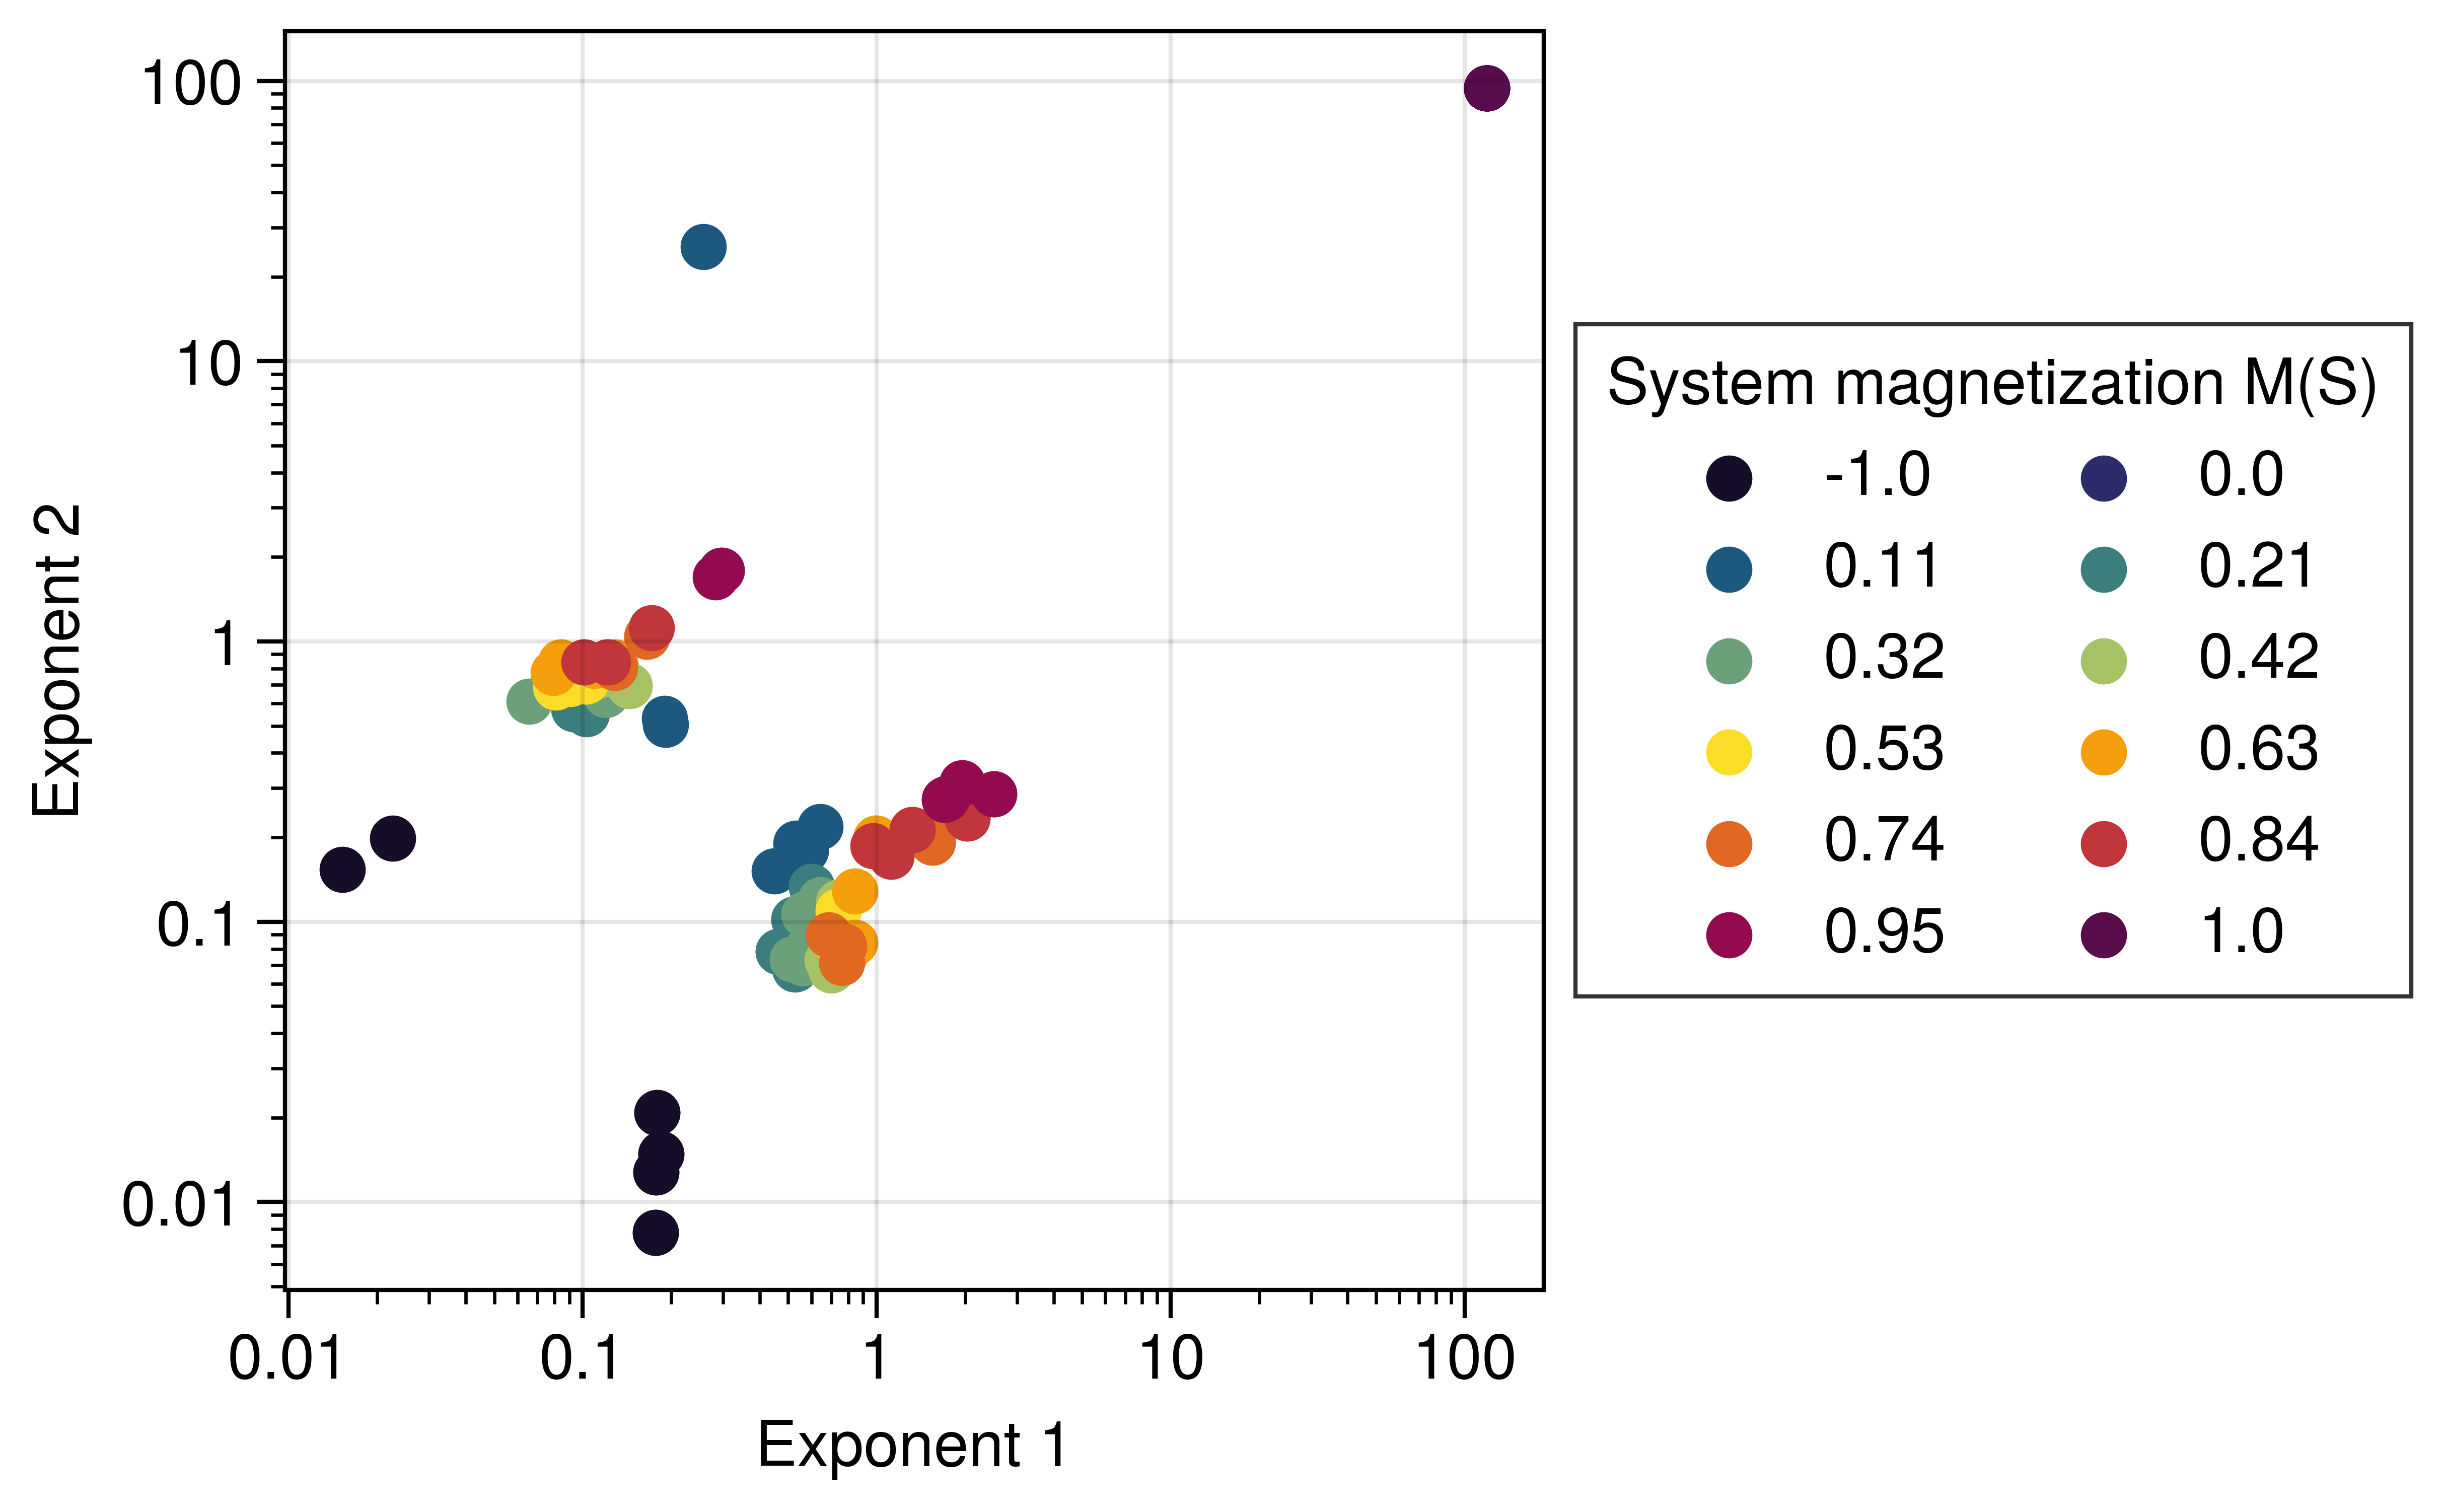 100
10
1
0.1
0.01
Exponent 2
0.01 0.1 1 10 100
Exponent 1
System magnetization M(S)
-1.0 0.0
0.11 0.21
0.32 0.42
0.53 0.63
0.74 0.84
0.95 1.0